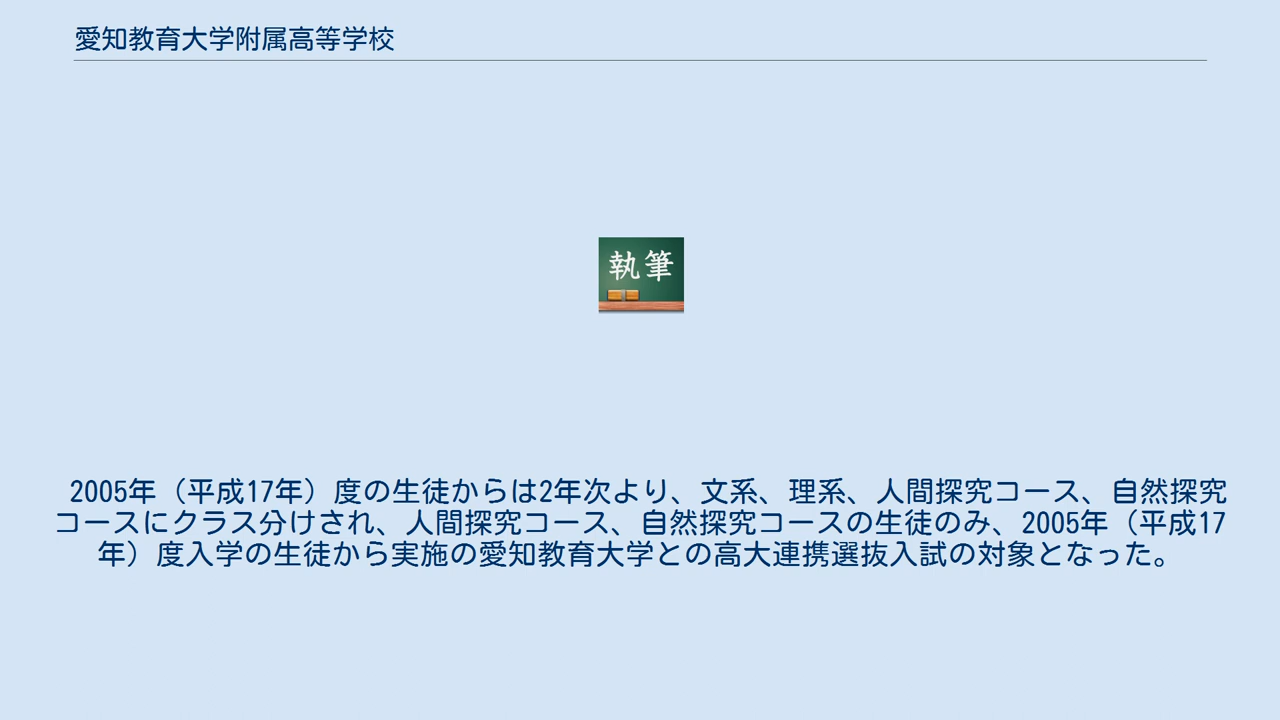 愛知教育大学附属高等学校
執筆
2005年（平成17年）度の生徒からは2年次より、文系、理系、人間探究コース、自然探究
コースにクラス分けされ、人間探究コース、自然探究コースの生徒のみ、2005年（平成17
年）度入学の生徒から実施の愛知教育大学との高大連携選抜入試の対象となった。